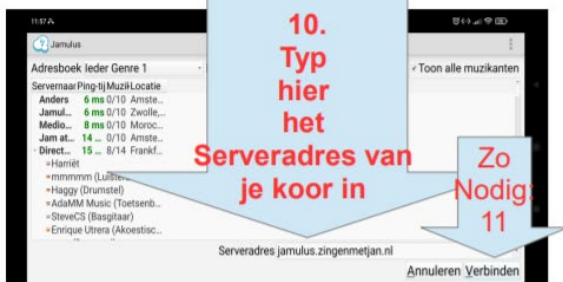 11:57
Jamulus
Adresboek Ieder Genre 1
Toon alle muzikanten
Servernaar Ping-tij Muzil Locatie
Anders 6 ms 0/10 Amste...
Jamul... 6 ms 0/10 Zwolle,...
Medio... 8 ms 0/10 Moroc...
Jam at... 14 ... 0/10 Amste...
Direct... 15 ... 8/14 Frankf...
Harriët
mmmmm (Luister
Haggy (Drumstel)
AdaMM Music (Toetsenb...
SteveCS (Basgitaar)
Enrique Utrera (Akoestisc...
10.
Typ
hier
het
Serveradres van
je koor in
Zo
Nodig:
11
Serveradres jamulus.zingenmetjan.nl
Annuleren Verbinden